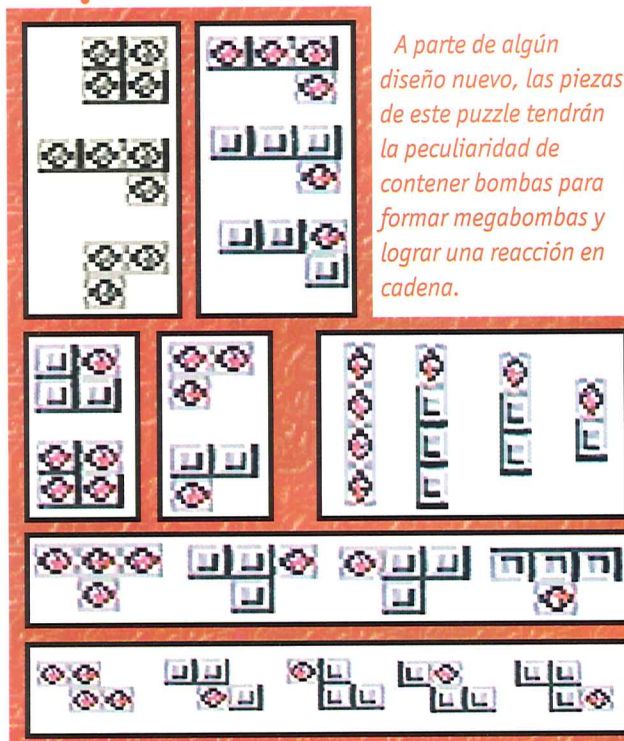 A parte de algún
diseño nuevo, las piezas
de este puzzle tendrán
la peculiaridad de
contener bombas para
formar megabombas y
lograr una reacción en
cadena.